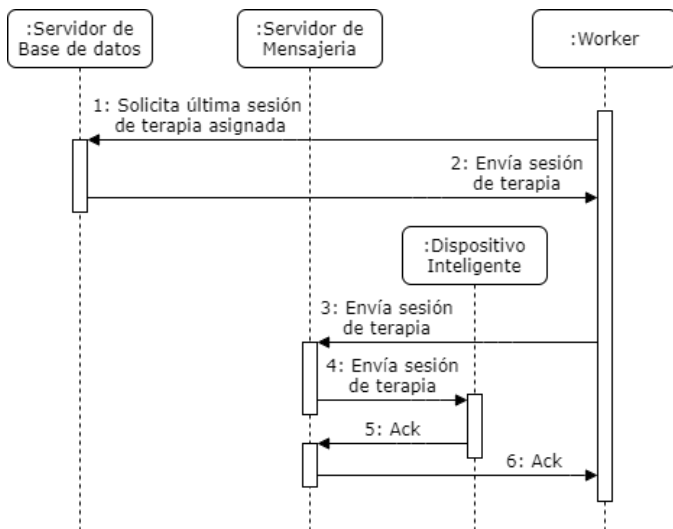 :Servidor de
Base de datos
:Servidor de
Mensajeria
:Worker
1: Solicita última sesión
de terapia asignada
2: Envía sesión
de terapia
:Dispositivo
Inteligente
3: Envía sesión
de terapia
4: Envía sesión
de terapia
5: Ack
6: Ack